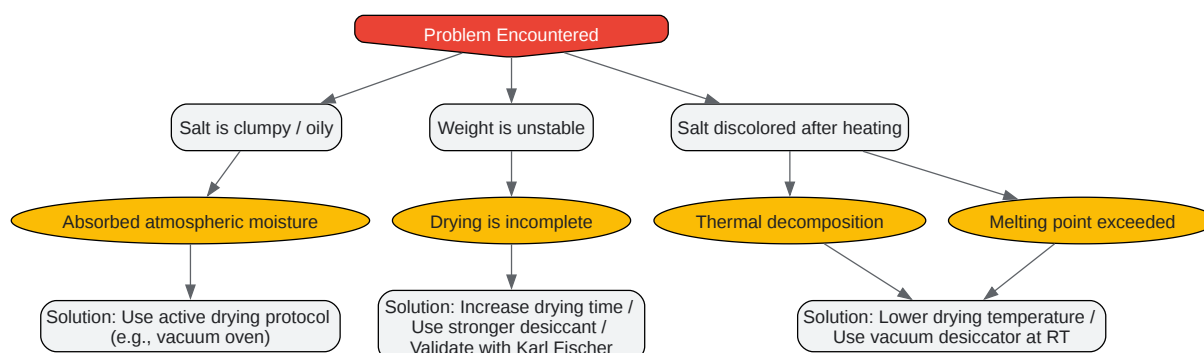 Problem Encountered
Salt is clumpy / oily
Weight is unstable
Salt discolored after heating
Absorbed atmospheric moisture
Drying is incomplete
Thermal decomposition
Melting point exceeded
Solution: Use active drying protocol
(e.g., vacuum oven)
Solution: Increase drying time /
Use stronger desiccant /
Validate with Karl Fischer
Solution: Lower drying temperature /
Use vacuum desiccator at RT